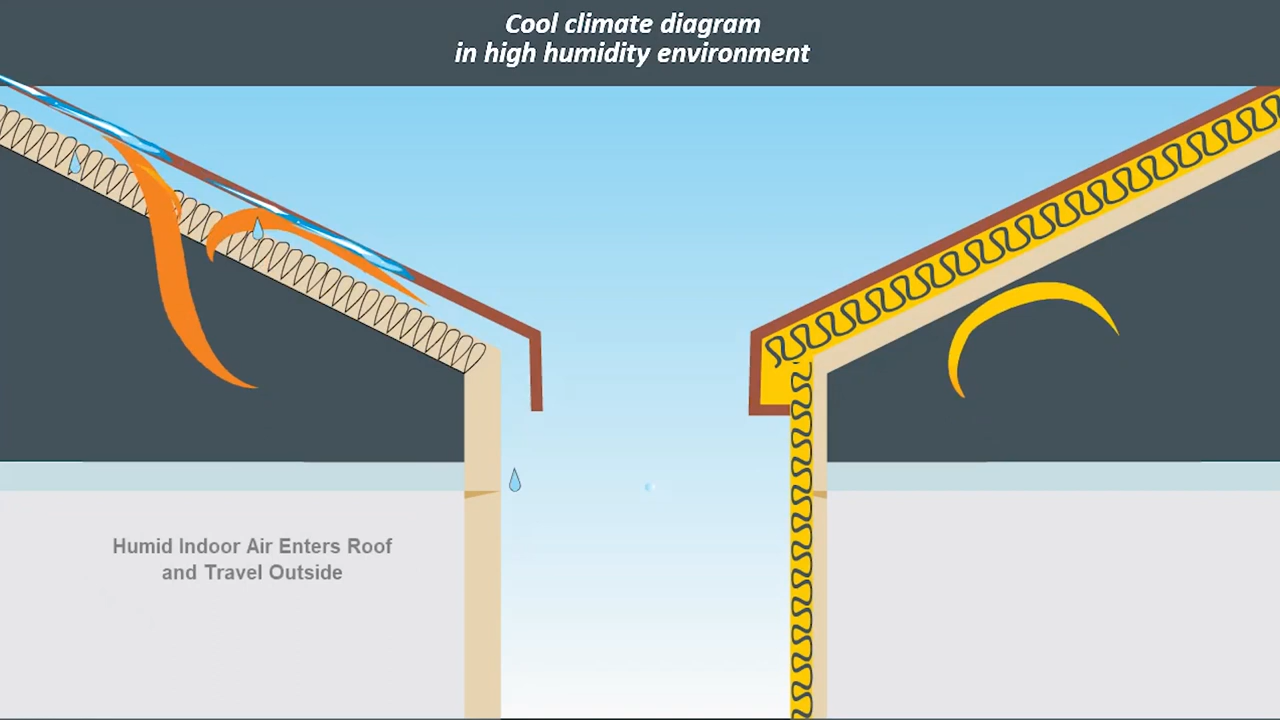 Cool climate diagram
in high humidity environment
Humid Indoor Air Enters Roof
and Travel Outside